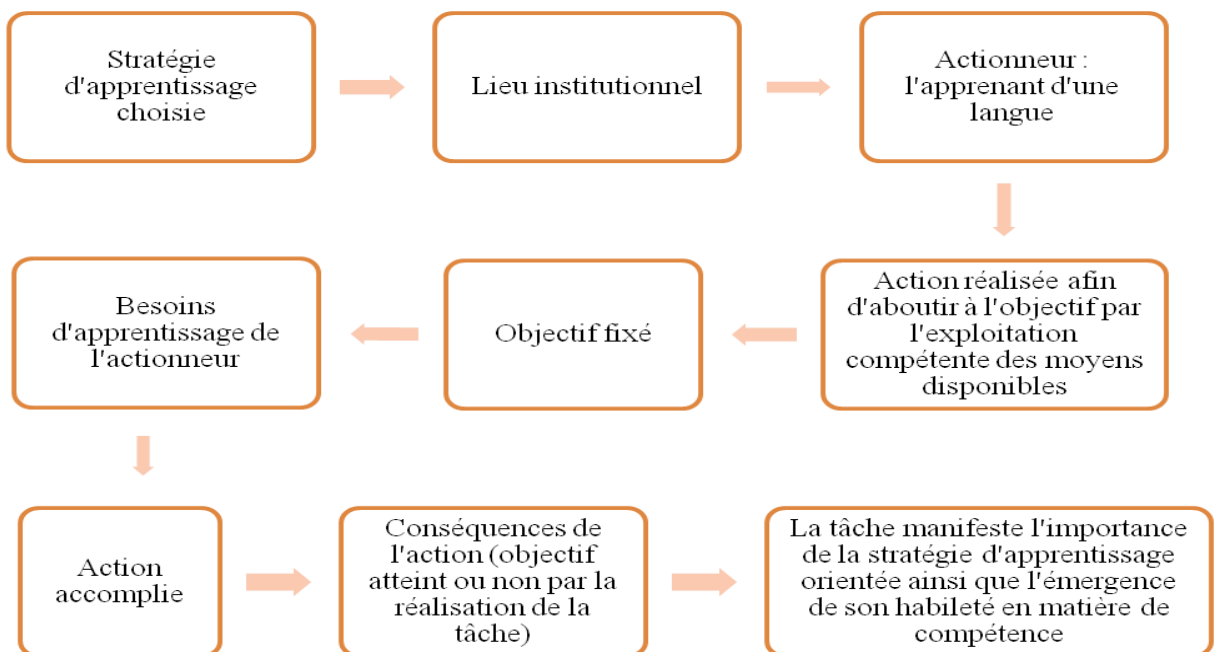 Stratégie
d'apprentissage
choisie
Lieu institutionnel
Actionneur :
l'apprenant d'une
langue
Action réalisée afin
d'aboutir à l'objectif par
l'exploitation
compétente des moyens
disponibles
Objectif fixé
Besoins
d'apprentissage de
l'actionneur
Action
accomplie
Conséquences de
l'action (objectif
atteint ou non par la
réalisation de la
tâche)
La tâche manifeste l'importance
de la stratégie d'apprentissage
orientée ainsi que l'émergence
de son habileté en matière de
compétence